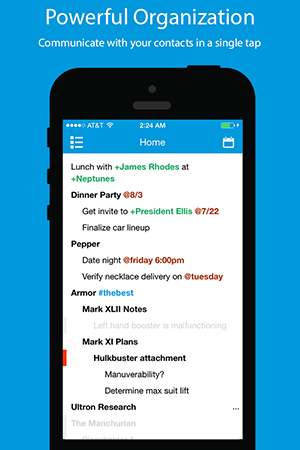 Powerful Organization
Communicate with your contacts in a single tap
AT&T 2:24 AM
Home
Lunch with +James Rhodes at
+Neptunes
Dinner Party @8/3
Get invite to +President Ellis @7/22
Finalize car lineup
Pepper
Date night @friday 6:00pm
Verify necklace delivery on @tuesday
Armor #thebest
Mark XLII Notes
Left hand booster is malfunctioning
Mark XI Plans
Hulkbuster attachment
Manuverability?
Determine max suit lift
Ultron Research ...
The Manchurian